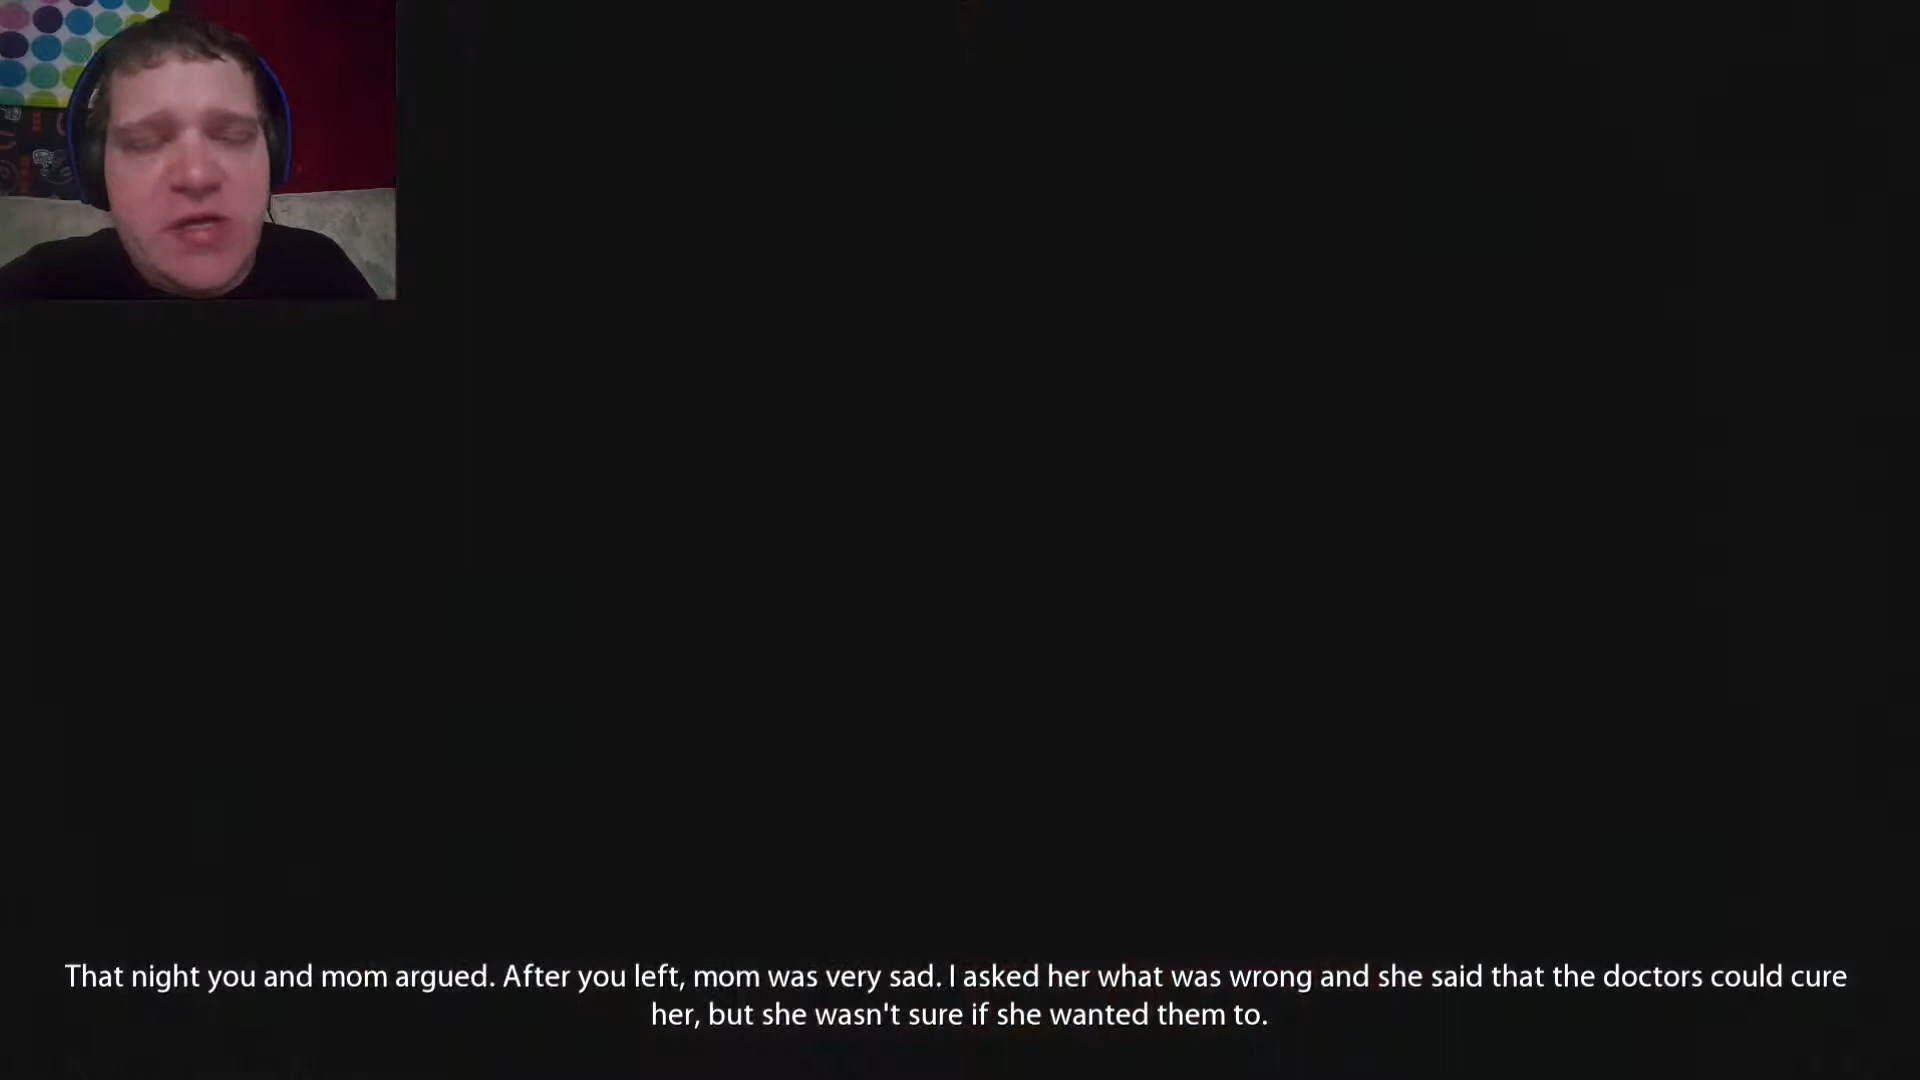 That night you and mom argued. After you left, mom was very sad. I asked her what was wrong and she said that the doctors could cure
her, but she wasn't sure if she wanted them to.